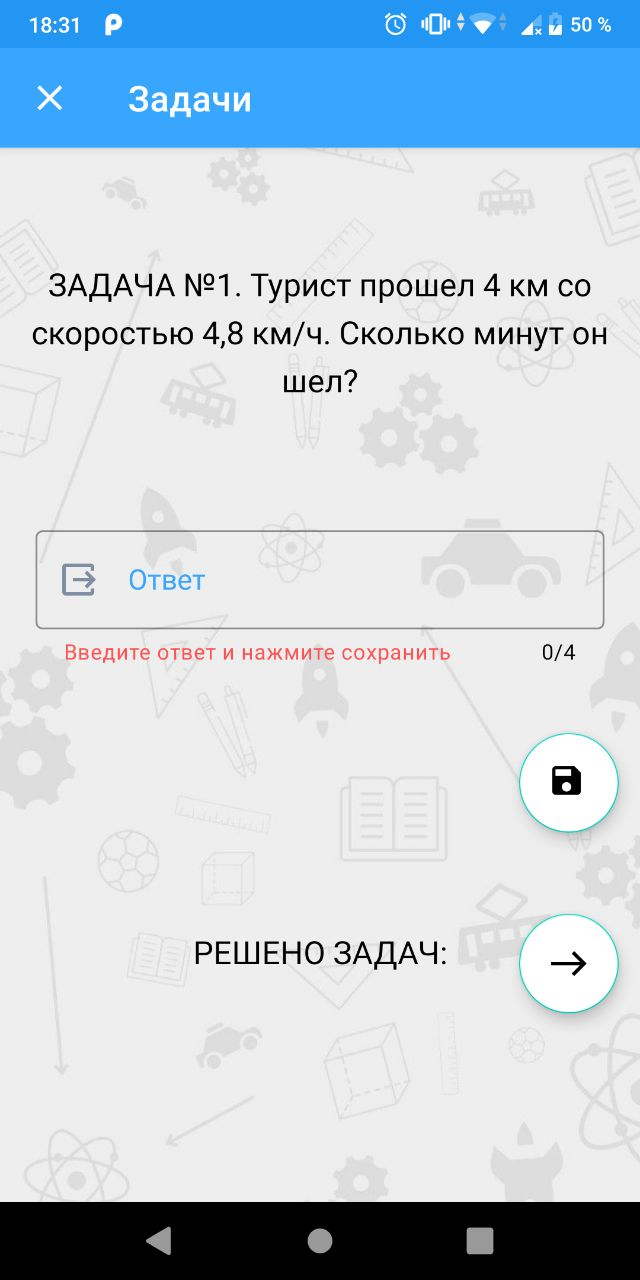 18:31
50 %
Задачи
ЗАДАЧА №1. Турист прошел 4 км со
скоростью 4,8 км/ч. Сколько минут он
шел?
Ответ
Введите ответ и нажмите сохранить
0/4
РЕШЕНО ЗАДАЧ: